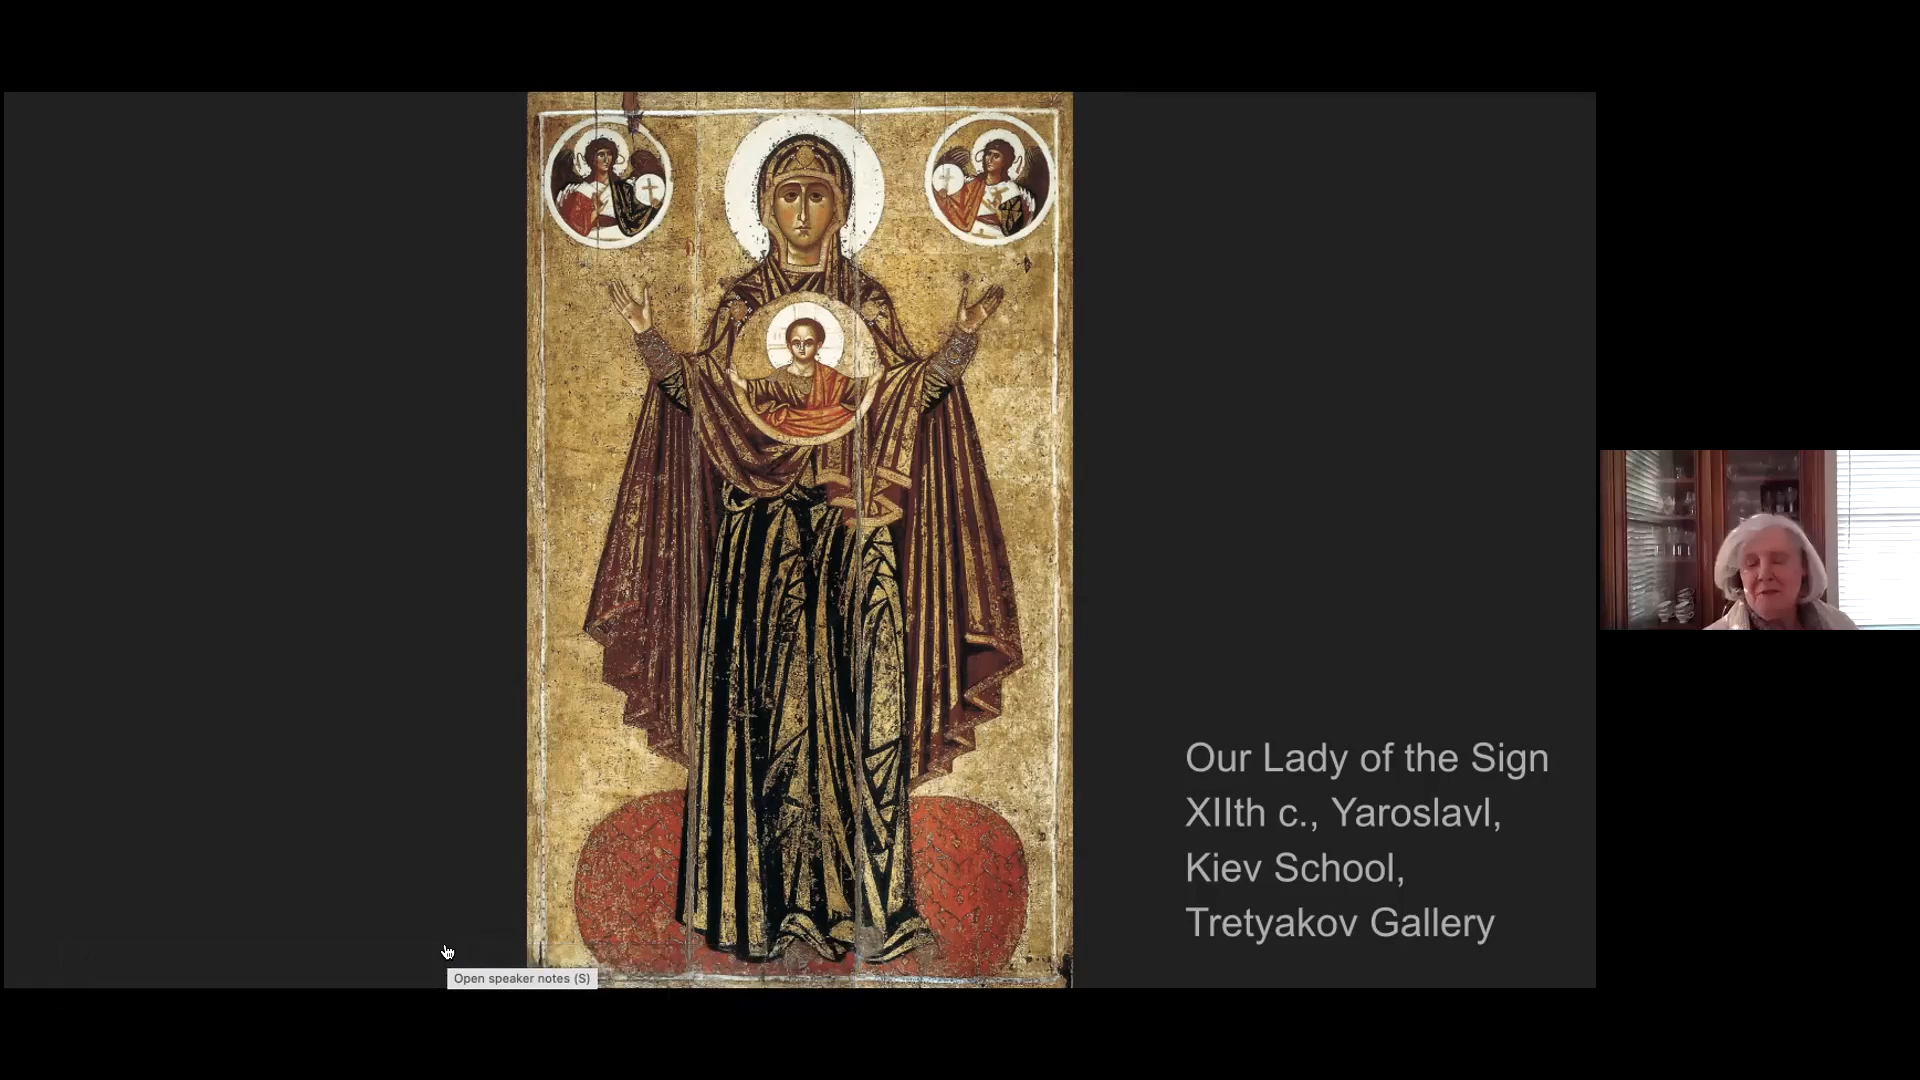 Our Lady of the Sign
XIIth c., Yaroslavl,
Kiev School,
Tretyakov Gallery
Open speaker notes (S)